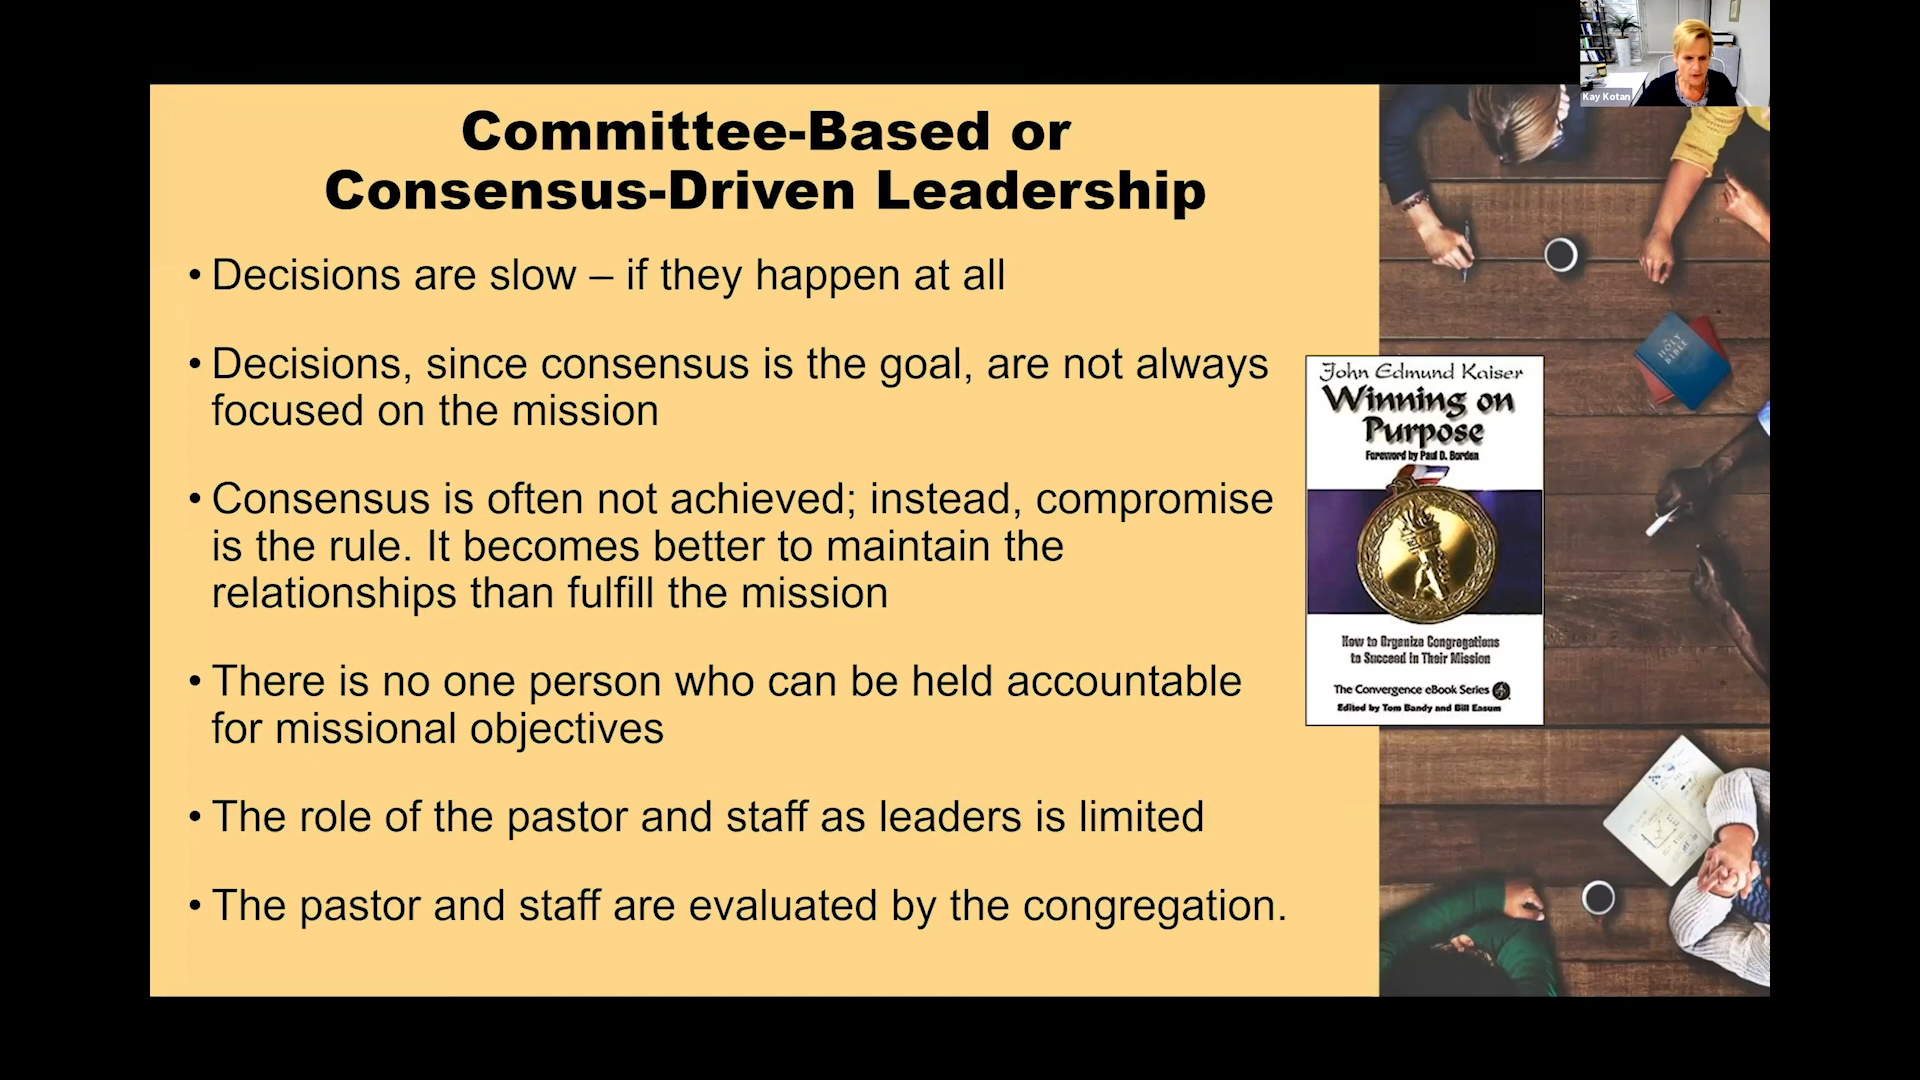 Kay Kotan
Committee-Based or
Consensus-Driven Leadership
• Decisions are slow – if they happen at all
• Decisions, since consensus is the goal, are not always
focused on the mission
• Consensus is often not achieved; instead, compromise
is the rule. It becomes better to maintain the
relationships than fulfill the mission
• There is no one person who can be held accountable
for missional objectives
• The role of the pastor and staff as leaders is limited
• The pastor and staff are evaluated by the congregation.
John Edmund Kaiser
Winning on
Purpose
Foreword by Paul D. Borden
How to Organize Congregations
to Succeed in Their Mission
The Convergence eBook Series
Edited by Tom Bandy and Bill Easum
HOLY
BIBLE